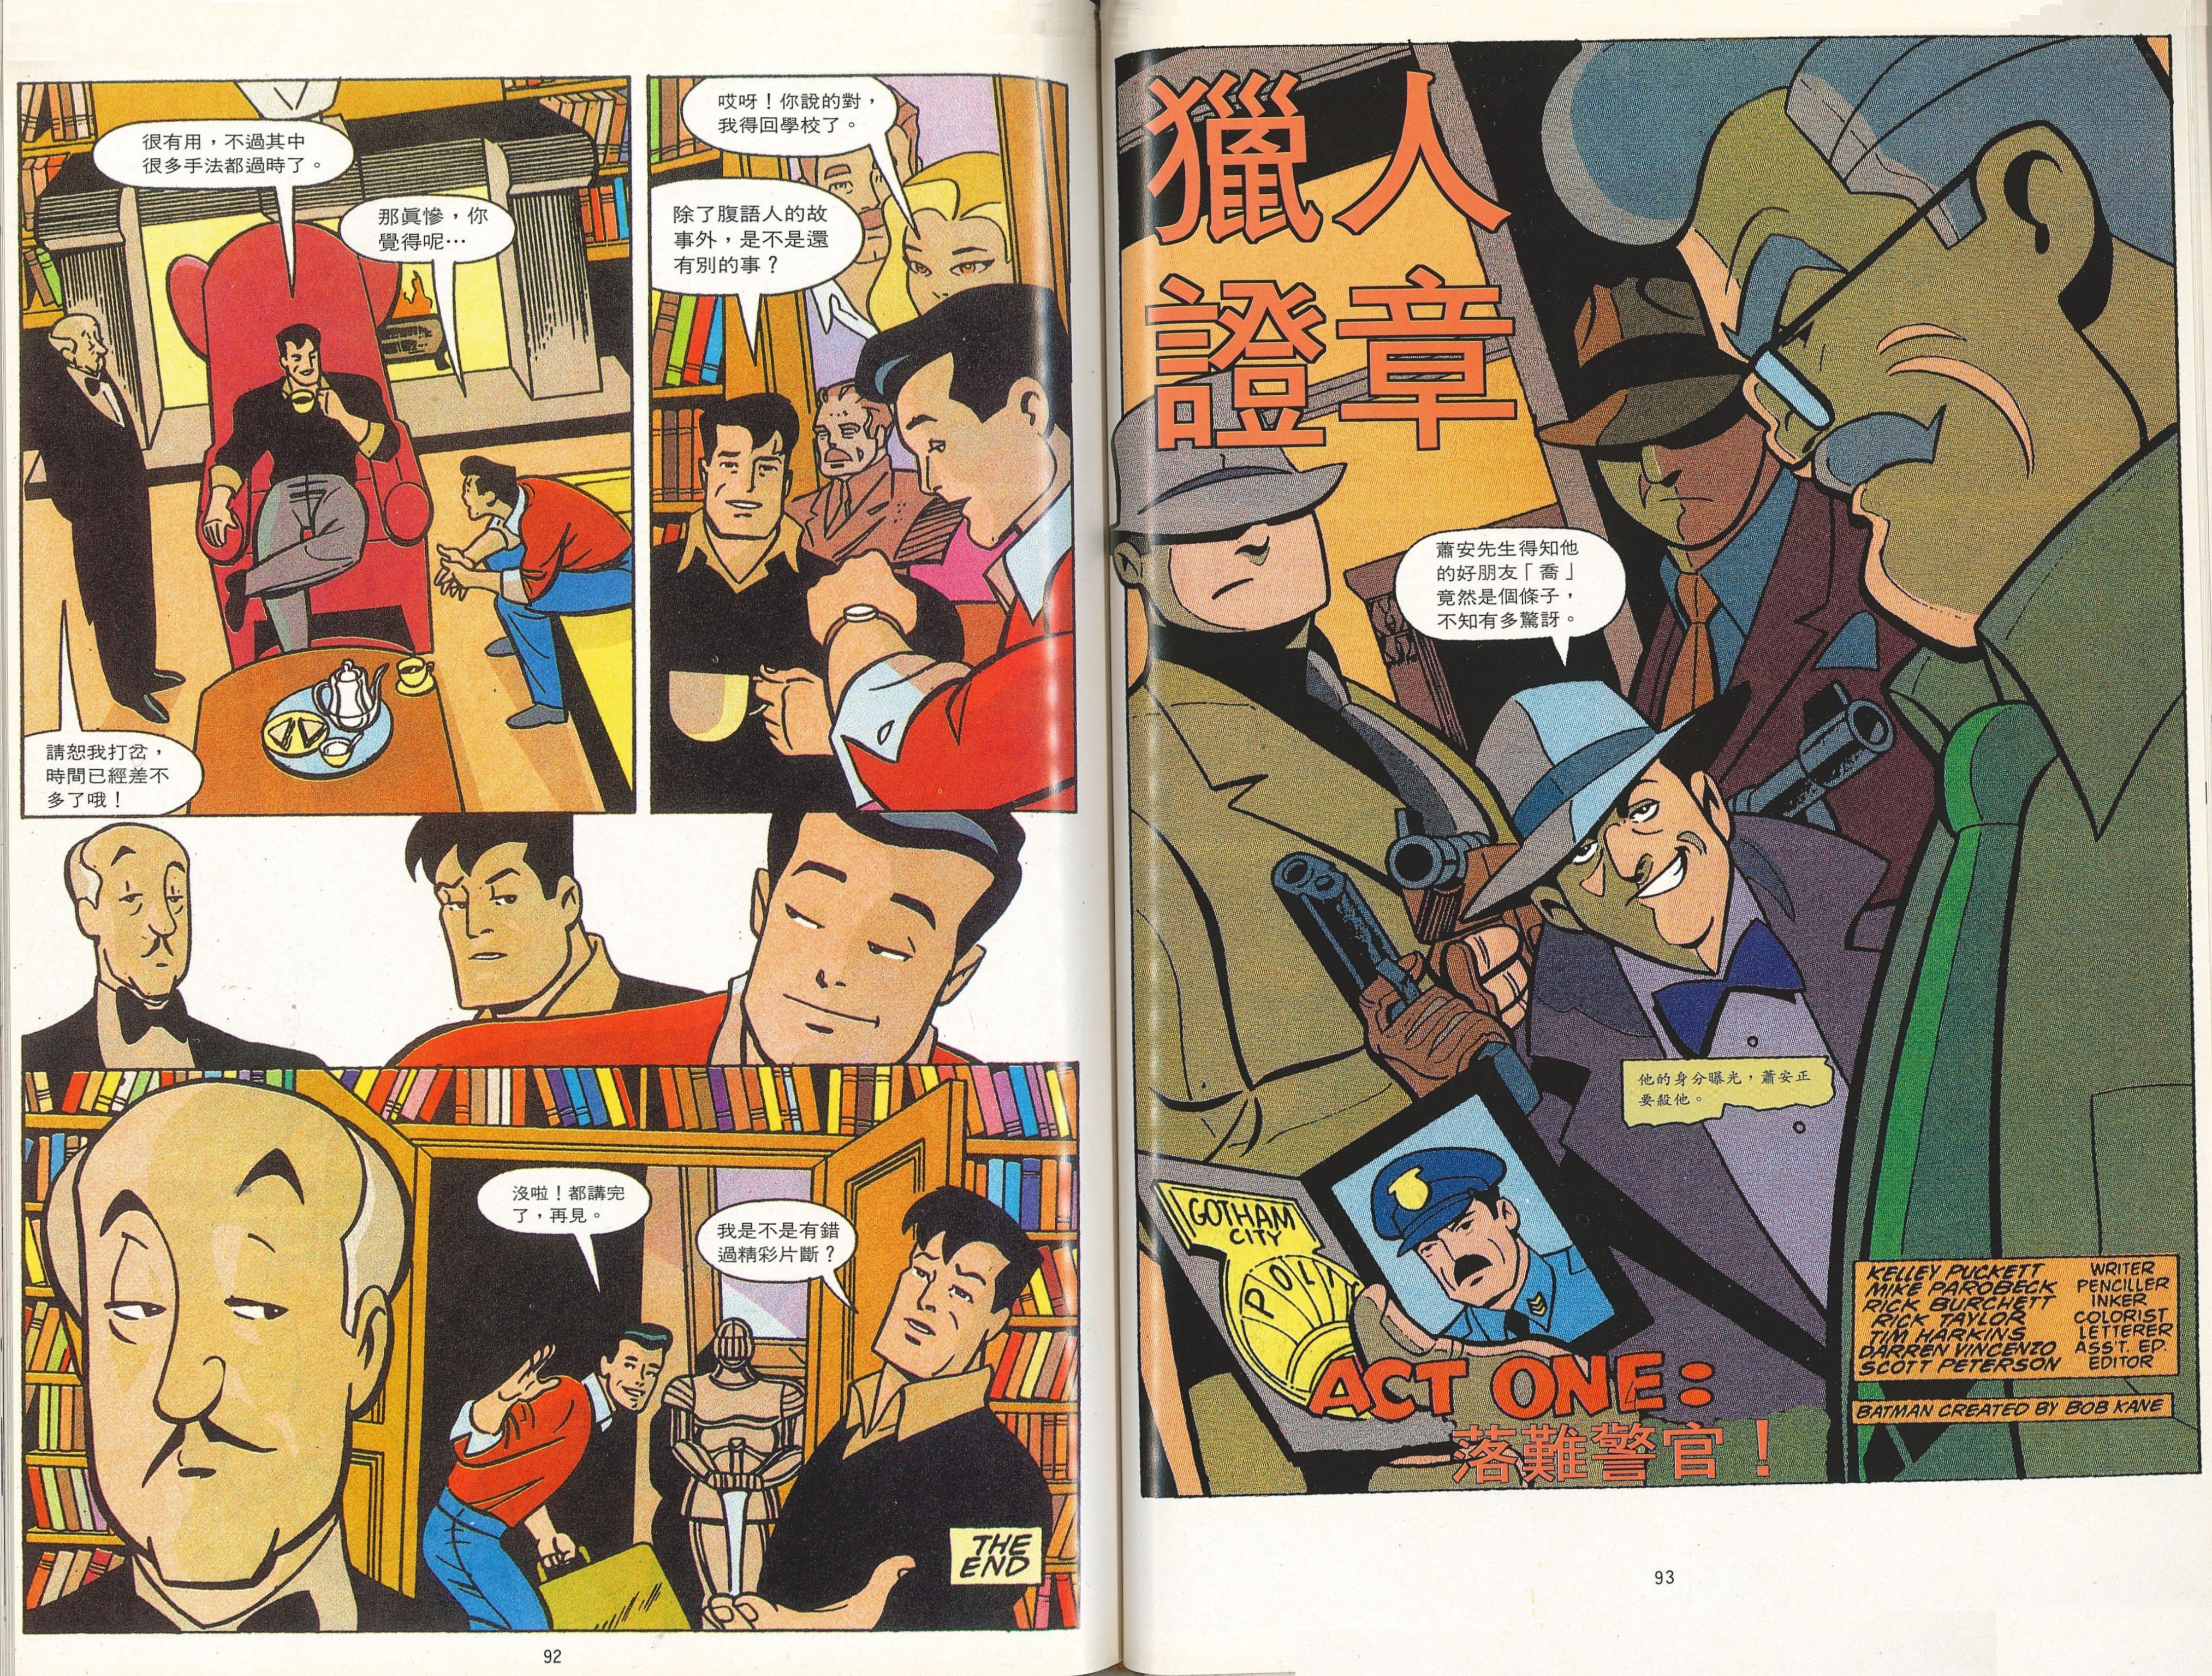 很有用，不過其中
很多手法都過時了。
那眞慘，你
覺得呢…
請恕我打岔，
時間已經差不
多了哦！
哎呀！你說的對，
我得回學校了。
除了腹語人的故
事外，是不是還
有別的事？
沒啦！都講完
了，再見。
我是不是有錯
過精彩片斷？
THE
END
92
獵人
證章
蕭安先生得知他
的好朋友「喬」
竟然是個條子，
不知有多驚訝。
他的身分曝光，蕭安正
要殺他。
GOTHAM
CITY
POLI
ACT ONE:
落難警官！
KELLEY PUCKETT WRITER
MIKE PAROBECK PENCILLER
RICK BURCHETT INKER
RICK TAYLOR COLORIST
TIM HARKINS LETTERER
DARREN VINCENZO ASS'T. ED.
SCOTT PETERSON EDITOR
BATMAN CREATED BY BOB KANE
93